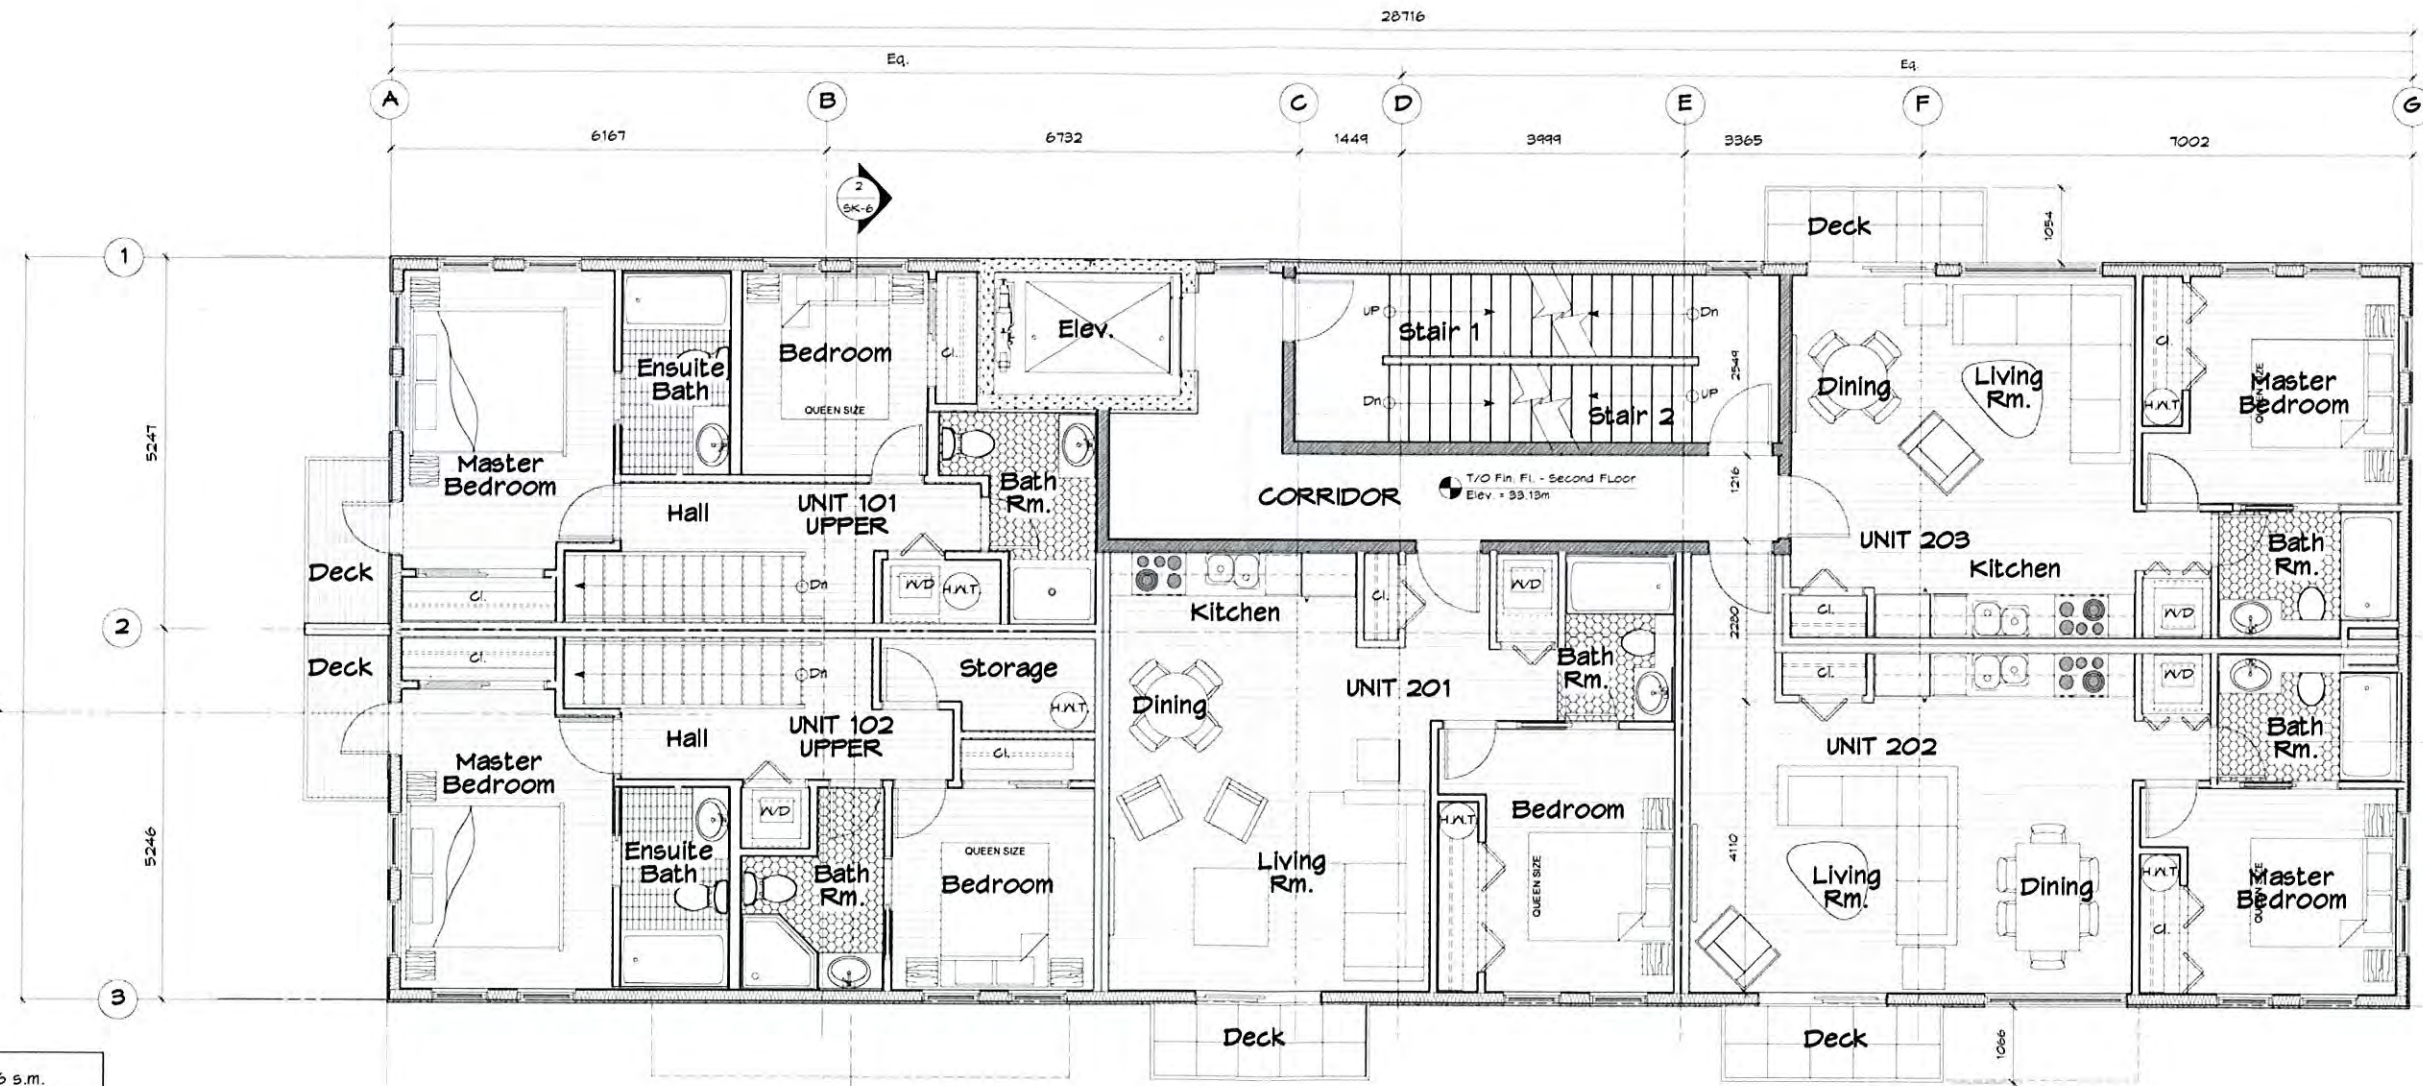 28716
Eq.
Eq.
A
B
C
D
E
F
G
6167
6732
1449
3999
3365
7002
2
SK-6
Deck
1054
1
Elev.
UP
Stair 1
Dn
Bedroom
Cl.
Ensuite
Bath
QUEEN SIZE
2549
Dining
Living
Rm.
Cl.
QUEEN SIZE
Master
Bedroom
H.W.T.
Dn
Stair 2
UP
5247
Master
Bedroom
Bath
Rm.
Hall
UNIT 101
UPPER
CORRIDOR
T/O Fin. Fl. - Second Floor
Elev. = 33.13m
1216
UNIT 203
Kitchen
Bath
Rm.
Deck
Cl.
Dn
W/D
H.W.T.
Kitchen
Cl.
W/D
Cl.
W/D
2
2280
Deck
Cl.
Dn
Storage
H.W.T.
Dining
UNIT 201
Bath
Rm.
Cl.
W/D
Hall
UNIT 102
UPPER
Cl.
UNIT 202
Bath
Rm.
Master
Bedroom
W/D
Bedroom
H.W.T.
5246
Ensuite
Bath
Bath
Rm.
QUEEN SIZE
Bedroom
Living
Rm.
QUEEN SIZE
4110
Living
Rm.
Dining
H.W.T.
Cl.
QUEEN SIZE
Master
Bedroom
3
Deck
Deck
1066
s.m.